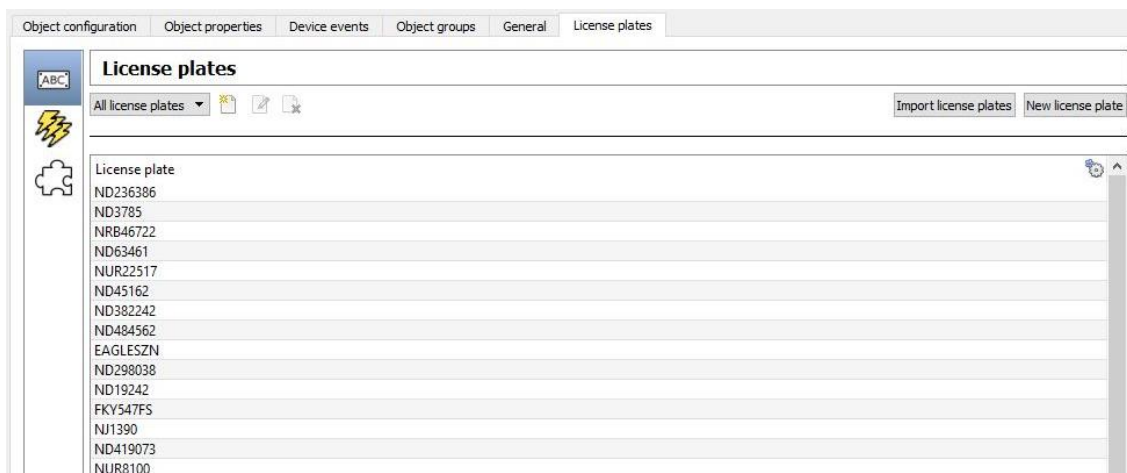 Object configuration Object properties Device events Object groups General License plates
ABC
License plates
All license plates Import license plates New license plate
License plate
ND236386
ND3785
NRB46722
ND63461
NUR22517
ND45162
ND382242
ND484562
EAGLESZN
ND298038
ND19242
FKY547FS
NJ1390
ND419073
NUR8100